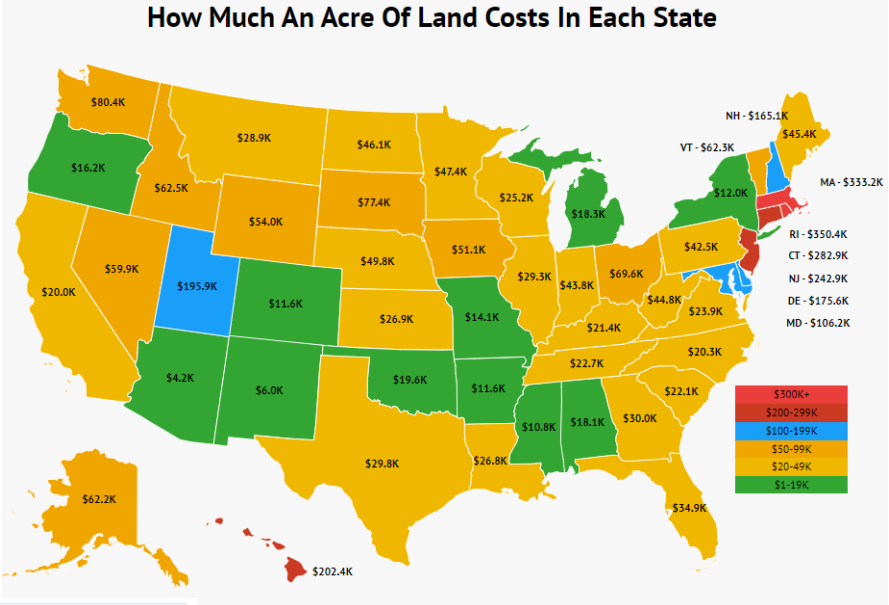 How Much An Acre Of Land Costs In Each State
$80.4K
$28.9K
$46.1K
NH - $165.1K
$45.4K
$16.2K
$62.5K
$47.4K
VT - $62.3K
$12.0K
MA - $333.2K
$54.0K
$77.4K
$25.2K
$18.3K
RI - $350.4K
$42.5K
CT - $282.9K
$59.9K
$49.8K
$51.1K
NJ - $242.9K
$20.0K
$195.9K
$29.3K
$43.8K
$69.6K
DE - $175.6K
$11.6K
$44.8K
$23.9K
MD - $106.2K
$26.9K
$14.1K
$21.4K
$4.2K
$6.0K
$22.7K
$20.3K
$19.6K
$11.6K
$22.1K
$10.8K
$18.1K
$30.0K
$300K+
$200-299K
$100-199K
$50-99K
$20-49K
$1-19K
$29.8K
$26.8K
$62.2K
$34.9K
$202.4K